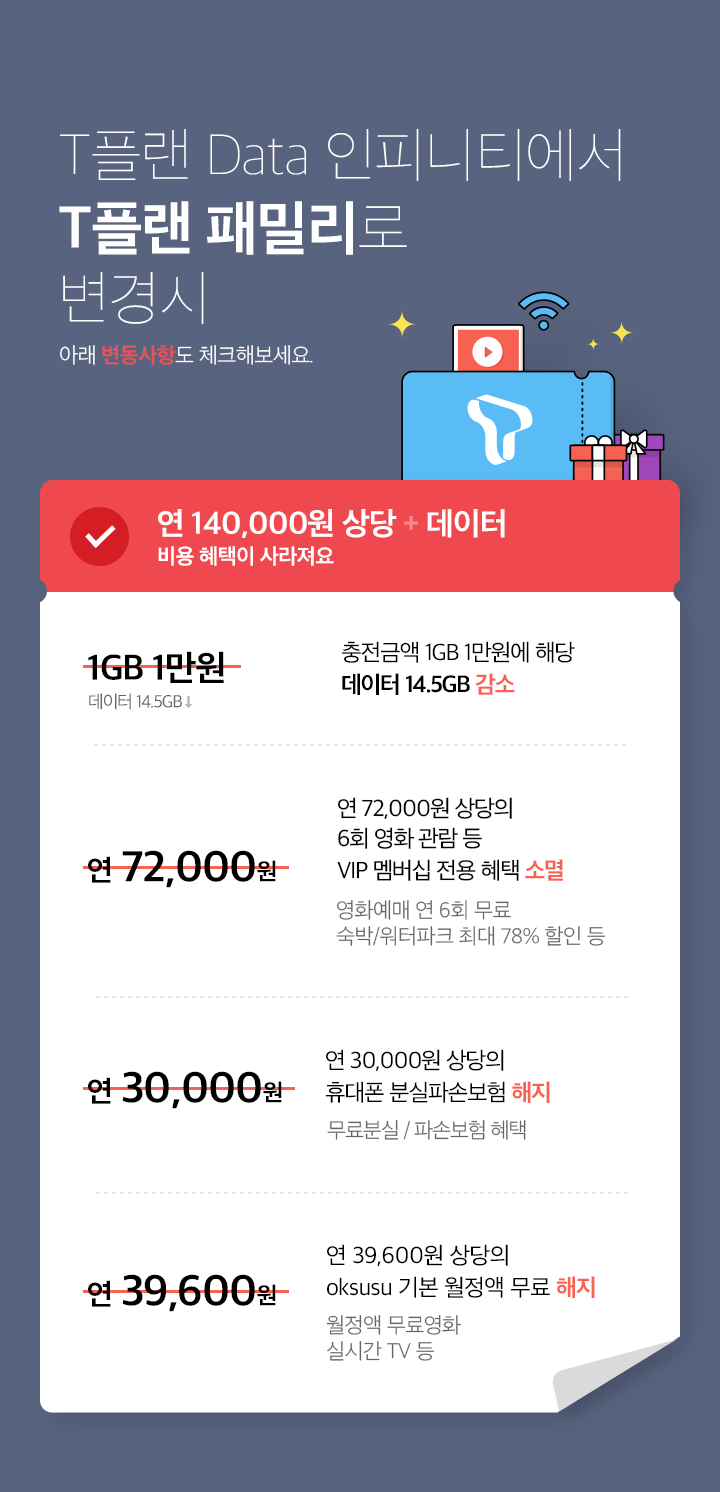 T플랜 Data 인피니티에서
T플랜 패밀리로
변경시
아래 변동사항도 체크해보세요.
연 140,000원 상당 + 데이터
비용 혜택이 사라져요
1GB 1만원
데이터 14.5GB↓
충전금액 1GB 1만원에 해당
데이터 14.5GB 감소
연 72,000원
연 72,000원 상당의
6회 영화 관람 등
VIP 멤버십 전용 혜택 소멸
영화예매 연 6회 무료
숙박/워터파크 최대 78% 할인 등
연 30,000원
연 30,000원 상당의
휴대폰 분실파손보험 해지
무료분실 / 파손보험 혜택
연 39,600원
연 39,600원 상당의
oksusu 기본 월정액 무료 해지
월정액 무료영화
실시간 TV 등